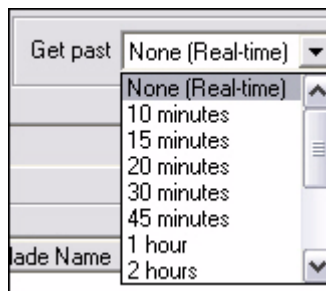 Get past None (Real-time)
None (Real-time)
10 minutes
15 minutes
20 minutes
30 minutes
45 minutes
1 hour
lade Name
2 hours